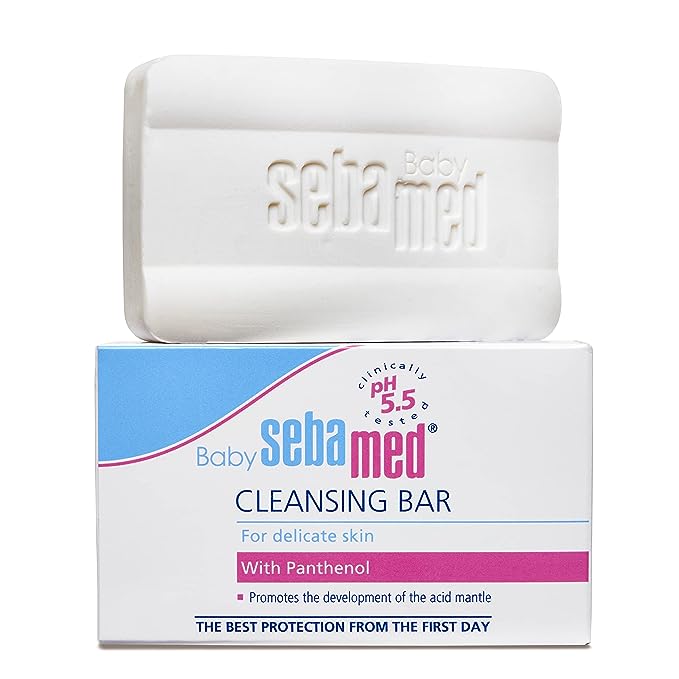 Baby
sebamed
clinically
pH
5.5
tested
Baby sebamed®
CLEANSING BAR
For delicate skin
With Panthenol
▪ Promotes the development of the acid mantle
THE BEST PROTECTION FROM THE FIRST DAY